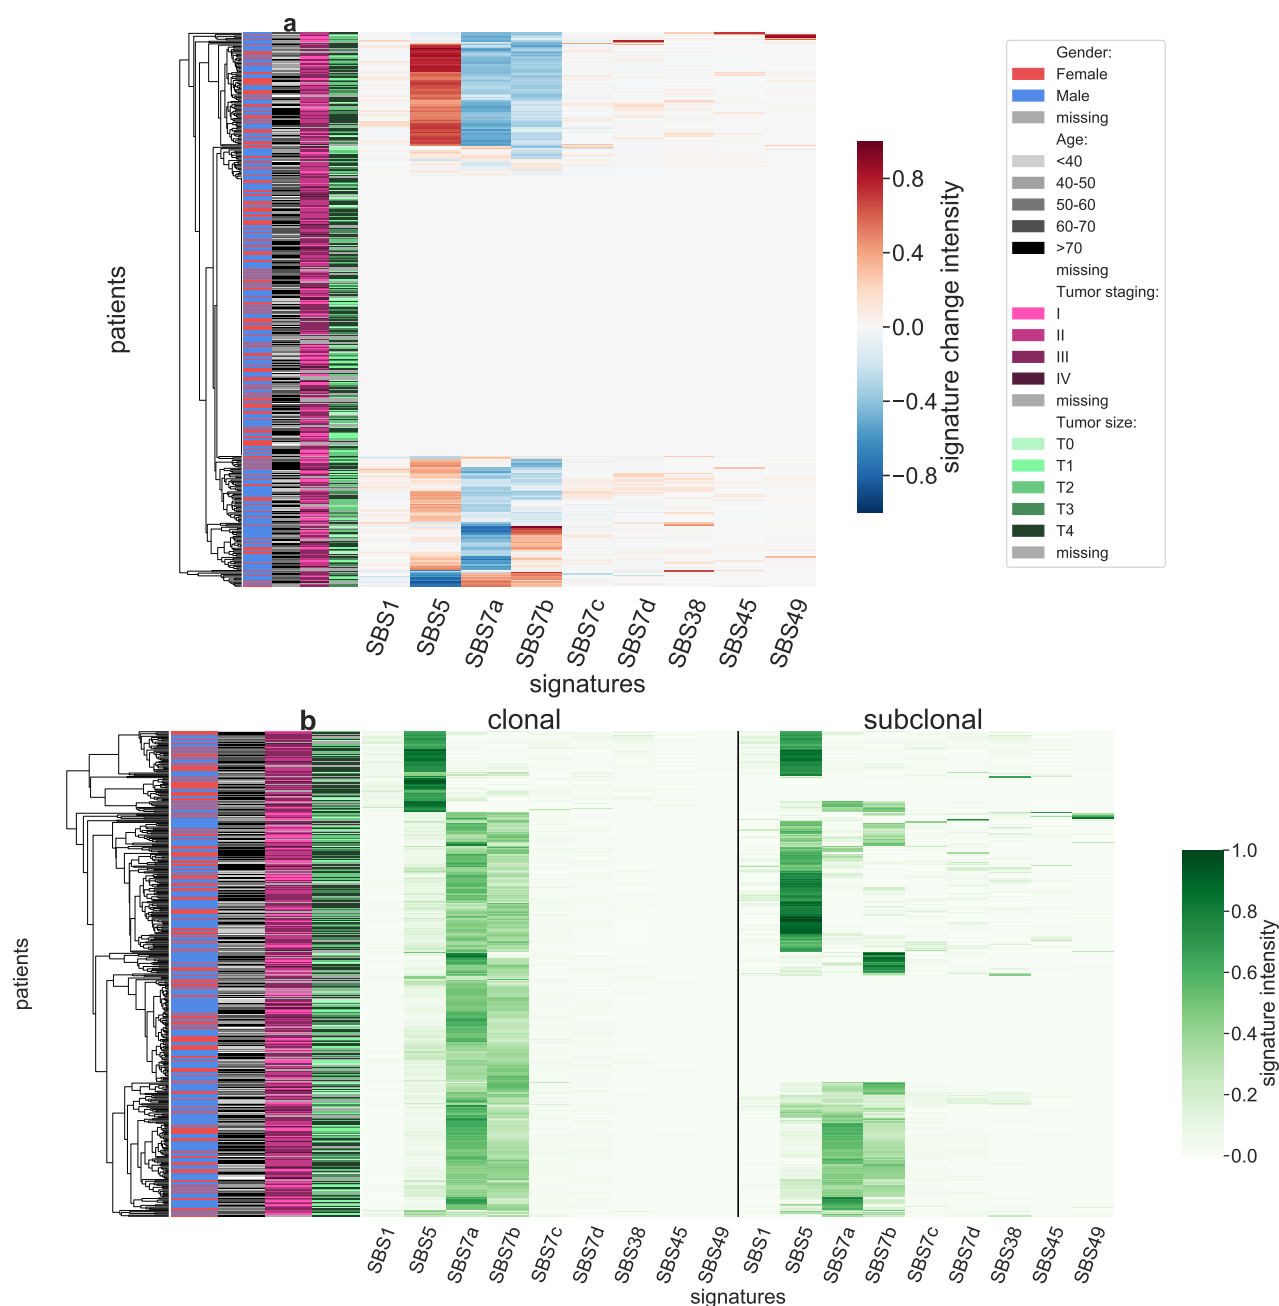 a
patients
SBS1
SBS5
SBS7a
SBS7b
SBS7c
SBS7d
SBS38
SBS45
SBS49
signatures
0.8
0.4
0.0
−0.4
−0.8
signature change intensity
Gender:
Female
Male
missing
Age:
<40
40-50
50-60
60-70
>70
missing
Tumor staging:
I
II
III
IV
missing
Tumor size:
T0
T1
T2
T3
T4
missing
b
clonal
subclonal
patients
SBS1
SBS5
SBS7a
SBS7b
SBS7c
SBS7d
SBS38
SBS45
SBS49
SBS1
SBS5
SBS7a
SBS7b
SBS7c
SBS7d
SBS38
SBS45
SBS49
signatures
1.0
0.8
0.6
0.4
0.2
0.0
signature intensity